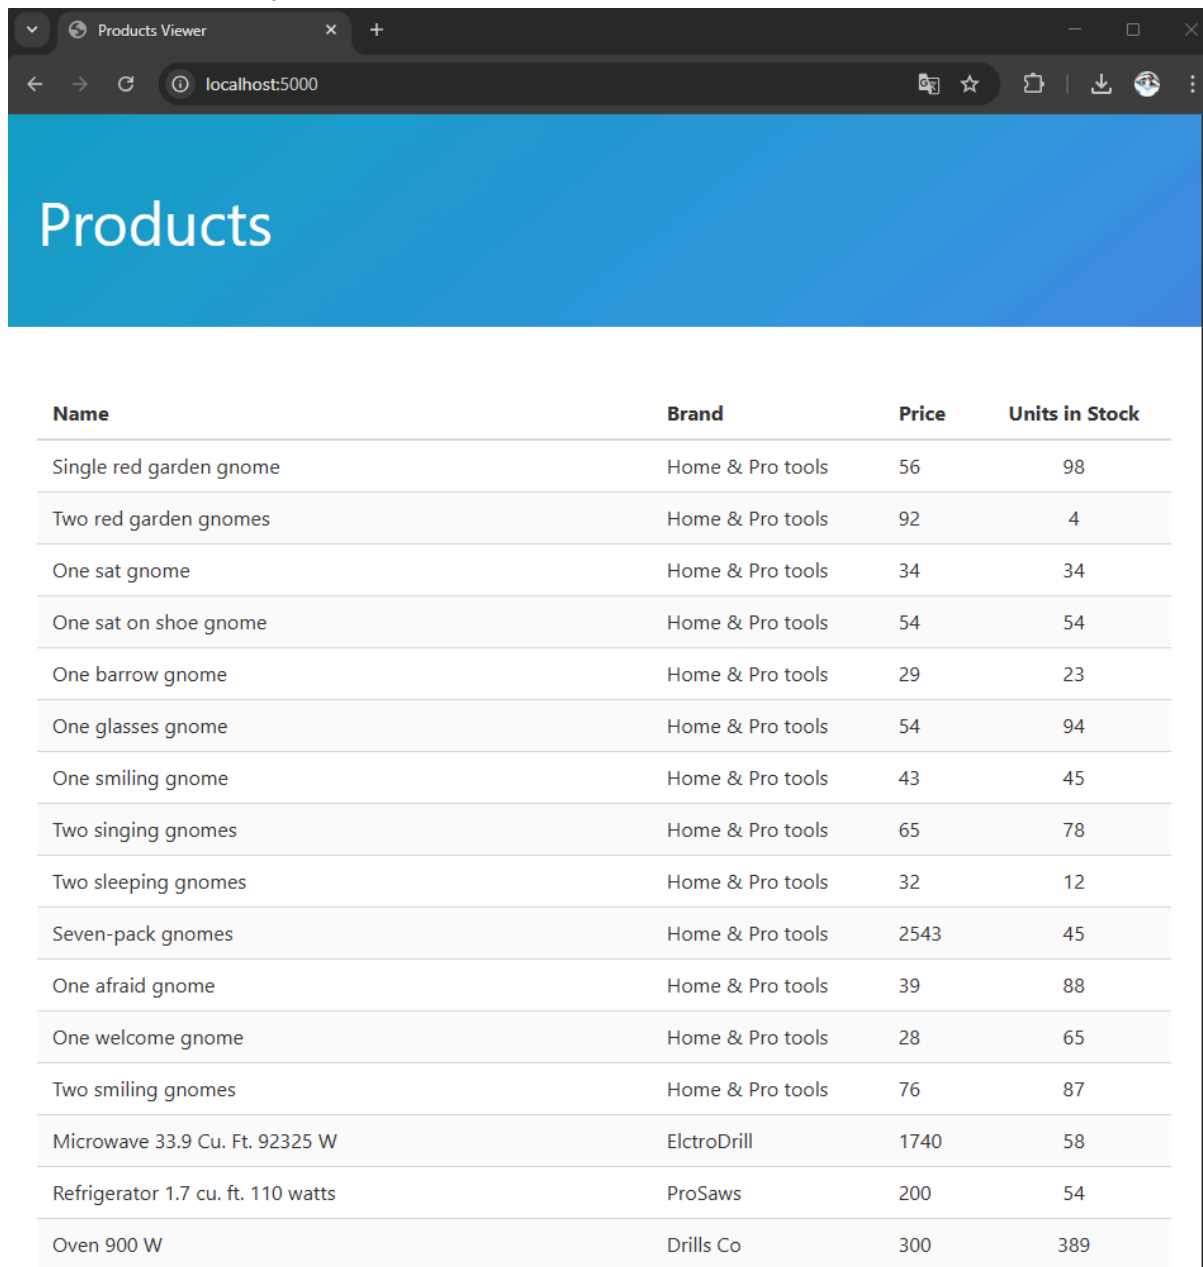 Products Viewer
localhost:5000
Products
Name Brand Price Units in Stock
Single red garden gnome Home & Pro tools 56 98
Two red garden gnomes Home & Pro tools 92 4
One sat gnome Home & Pro tools 34 34
One sat on shoe gnome Home & Pro tools 54 54
One barrow gnome Home & Pro tools 29 23
One glasses gnome Home & Pro tools 54 94
One smiling gnome Home & Pro tools 43 45
Two singing gnomes Home & Pro tools 65 78
Two sleeping gnomes Home & Pro tools 32 12
Seven-pack gnomes Home & Pro tools 2543 45
One afraid gnome Home & Pro tools 39 88
One welcome gnome Home & Pro tools 28 65
Two smiling gnomes Home & Pro tools 76 87
Microwave 33.9 Cu. Ft. 92325 W ElctroDrill 1740 58
Refrigerator 1.7 cu. ft. 110 watts ProSaws 200 54
Oven 900 W Drills Co 300 389